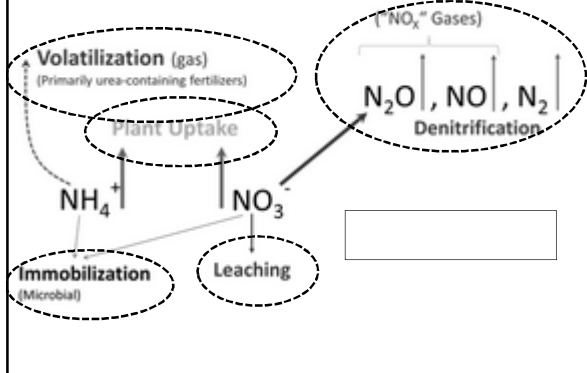 ("NOₓ" Gases)
Volatilization (gas)
(Primarily urea-containing fertilizers)
N₂O , NO , N₂
Denitrification
Plant Uptake
NH₄⁺
NO₃⁻
Immobilization
(Microbial)
Leaching